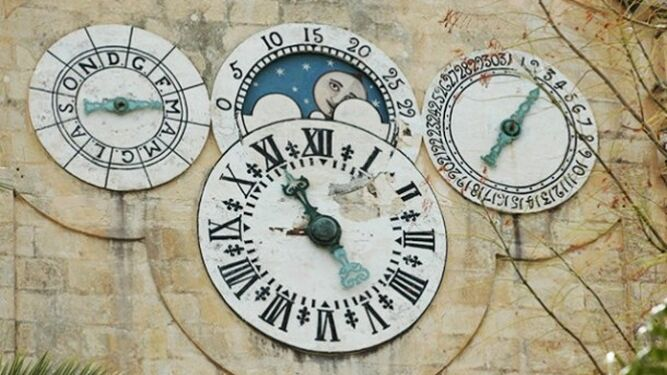 G F M A M G L A S O N D
0 5 10 15 20 25 29
1 2 3 4 5 6 7 8 9 10 11 12 13 14 15 16 17 18 19 20 21 22 23 24 25 26 27 28 29 30 31
XII I II III IIII V VI VII VIII IX X XI